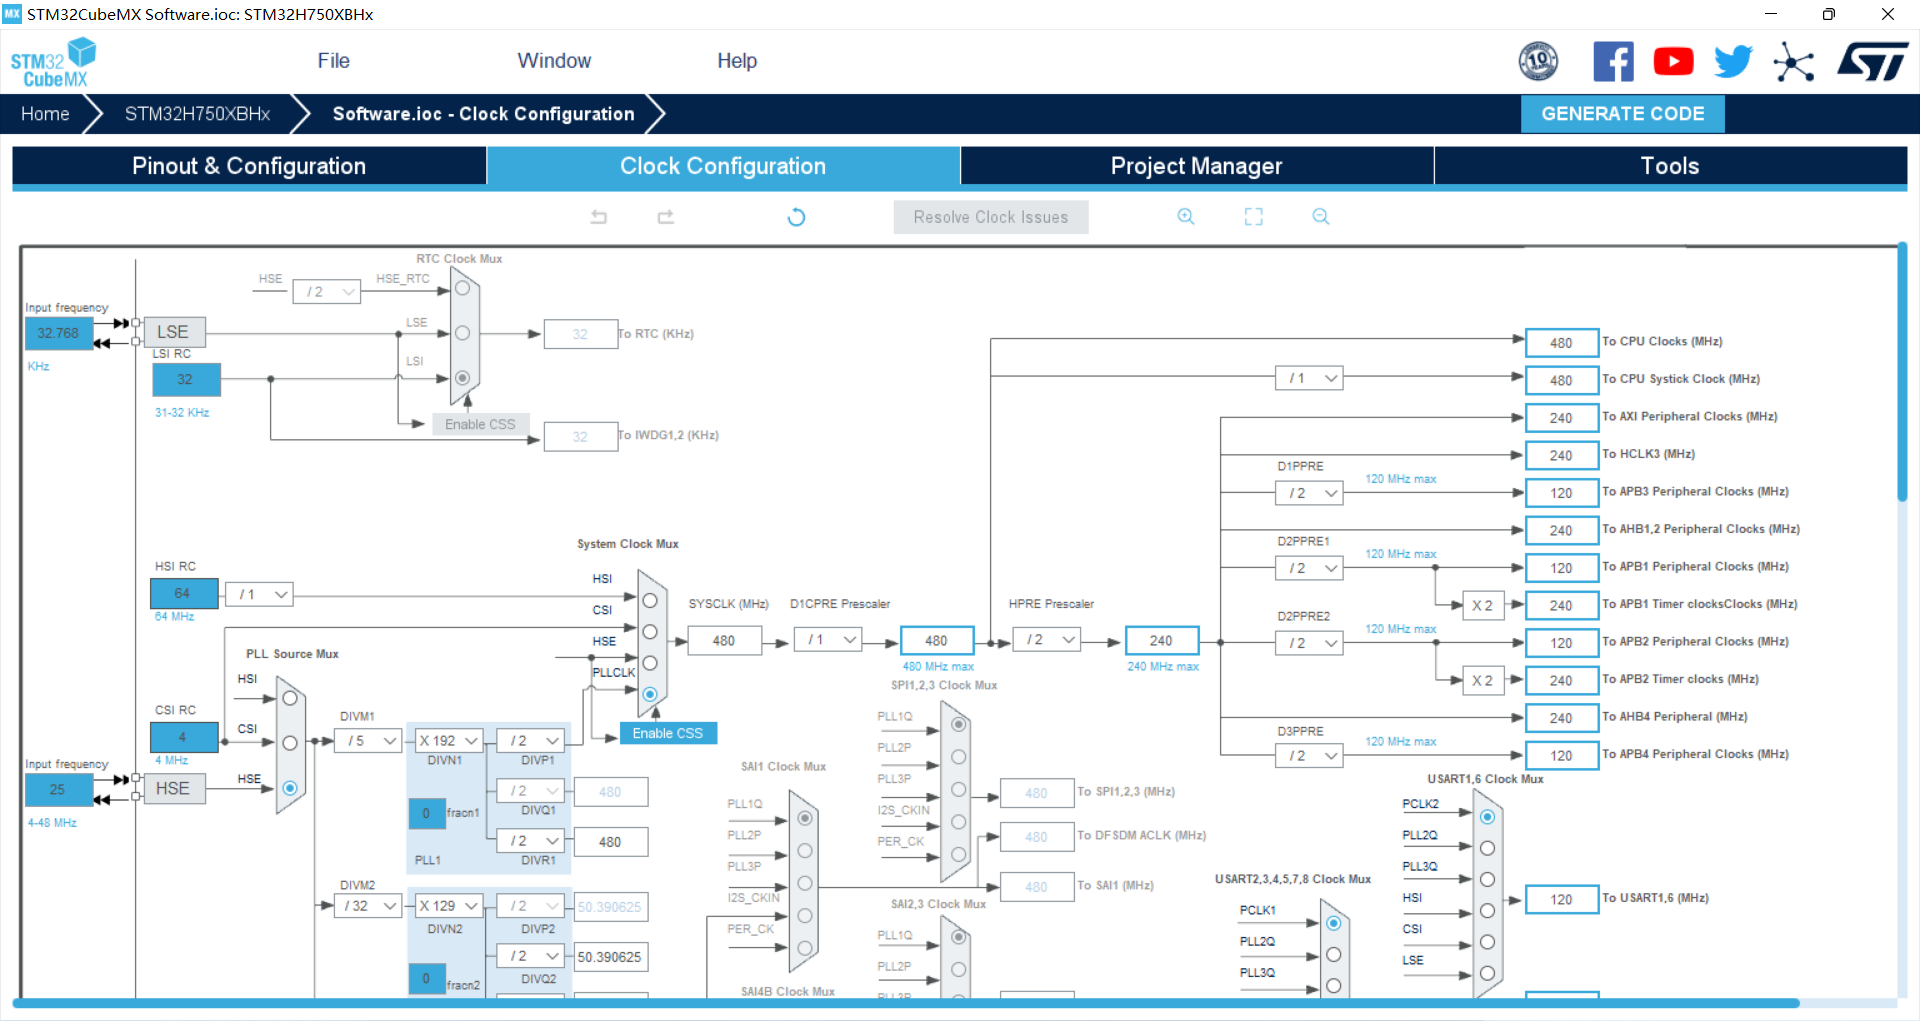 MX STM32CubeMX Software.ioc: STM32H750XBHx
STM32 CubeMX
File
Window
Help
10 YEARS
ST
Home
STM32H750XBHx
Software.ioc - Clock Configuration
GENERATE CODE
Pinout & Configuration
Clock Configuration
Project Manager
Tools
Resolve Clock Issues
RTC Clock Mux
HSE
/ 2
HSE_RTC
Input frequency
32.768
KHz
LSE
LSE
32
To RTC (KHz)
LSI RC
32
31-32 KHz
LSI
Enable CSS
32
To IWDG1,2 (KHz)
480
To CPU Clocks (MHz)
/ 1
480
To CPU Systick Clock (MHz)
240
To AXI Peripheral Clocks (MHz)
240
To HCLK3 (MHz)
D1PPRE
/ 2
120 MHz max
120
To APB3 Peripheral Clocks (MHz)
240
To AHB1,2 Peripheral Clocks (MHz)
D2PPRE1
/ 2
120 MHz max
120
To APB1 Peripheral Clocks (MHz)
X 2
240
To APB1 Timer clocksClocks (MHz)
D2PPRE2
/ 2
120 MHz max
120
To APB2 Peripheral Clocks (MHz)
X 2
240
To APB2 Timer clocks (MHz)
240
To AHB4 Peripheral (MHz)
D3PPRE
/ 2
120 MHz max
120
To APB4 Peripheral Clocks (MHz)
System Clock Mux
HSI RC
64
64 MHz
/ 1
HSI
CSI
HSE
PLLCLK
Enable CSS
SYSCLK (MHz)
480
D1CPRE Prescaler
/ 1
480
480 MHz max
HPRE Prescaler
/ 2
240
240 MHz max
PLL Source Mux
HSI
CSI RC
4
4 MHz
CSI
HSE
Input frequency
25
4-48 MHz
HSE
DIVM1
/ 5
X 192
DIVN1
/ 2
DIVP1
/ 2
480
DIVQ1
0
fracn1
/ 2
480
DIVR1
PLL1
DIVM2
/ 32
X 129
DIVN2
/ 2
50.390625
DIVP2
/ 2
50.390625
DIVQ2
0
fracn2
SPI1,2,3 Clock Mux
PLL1Q
PLL2P
PLL3P
I2S_CKIN
PER_CK
480
To SPI1,2,3 (MHz)
480
To DFSDM ACLK (MHz)
SAI1 Clock Mux
PLL1Q
PLL2P
PLL3P
I2S_CKIN
PER_CK
480
To SAI1 (MHz)
SAI2,3 Clock Mux
PLL1Q
PLL2P
PLL3P
SAI4B Clock Mux
USART1,6 Clock Mux
PCLK2
PLL2Q
PLL3Q
HSI
CSI
LSE
120
To USART1,6 (MHz)
USART2,3,4,5,7,8 Clock Mux
PCLK1
PLL2Q
PLL3Q